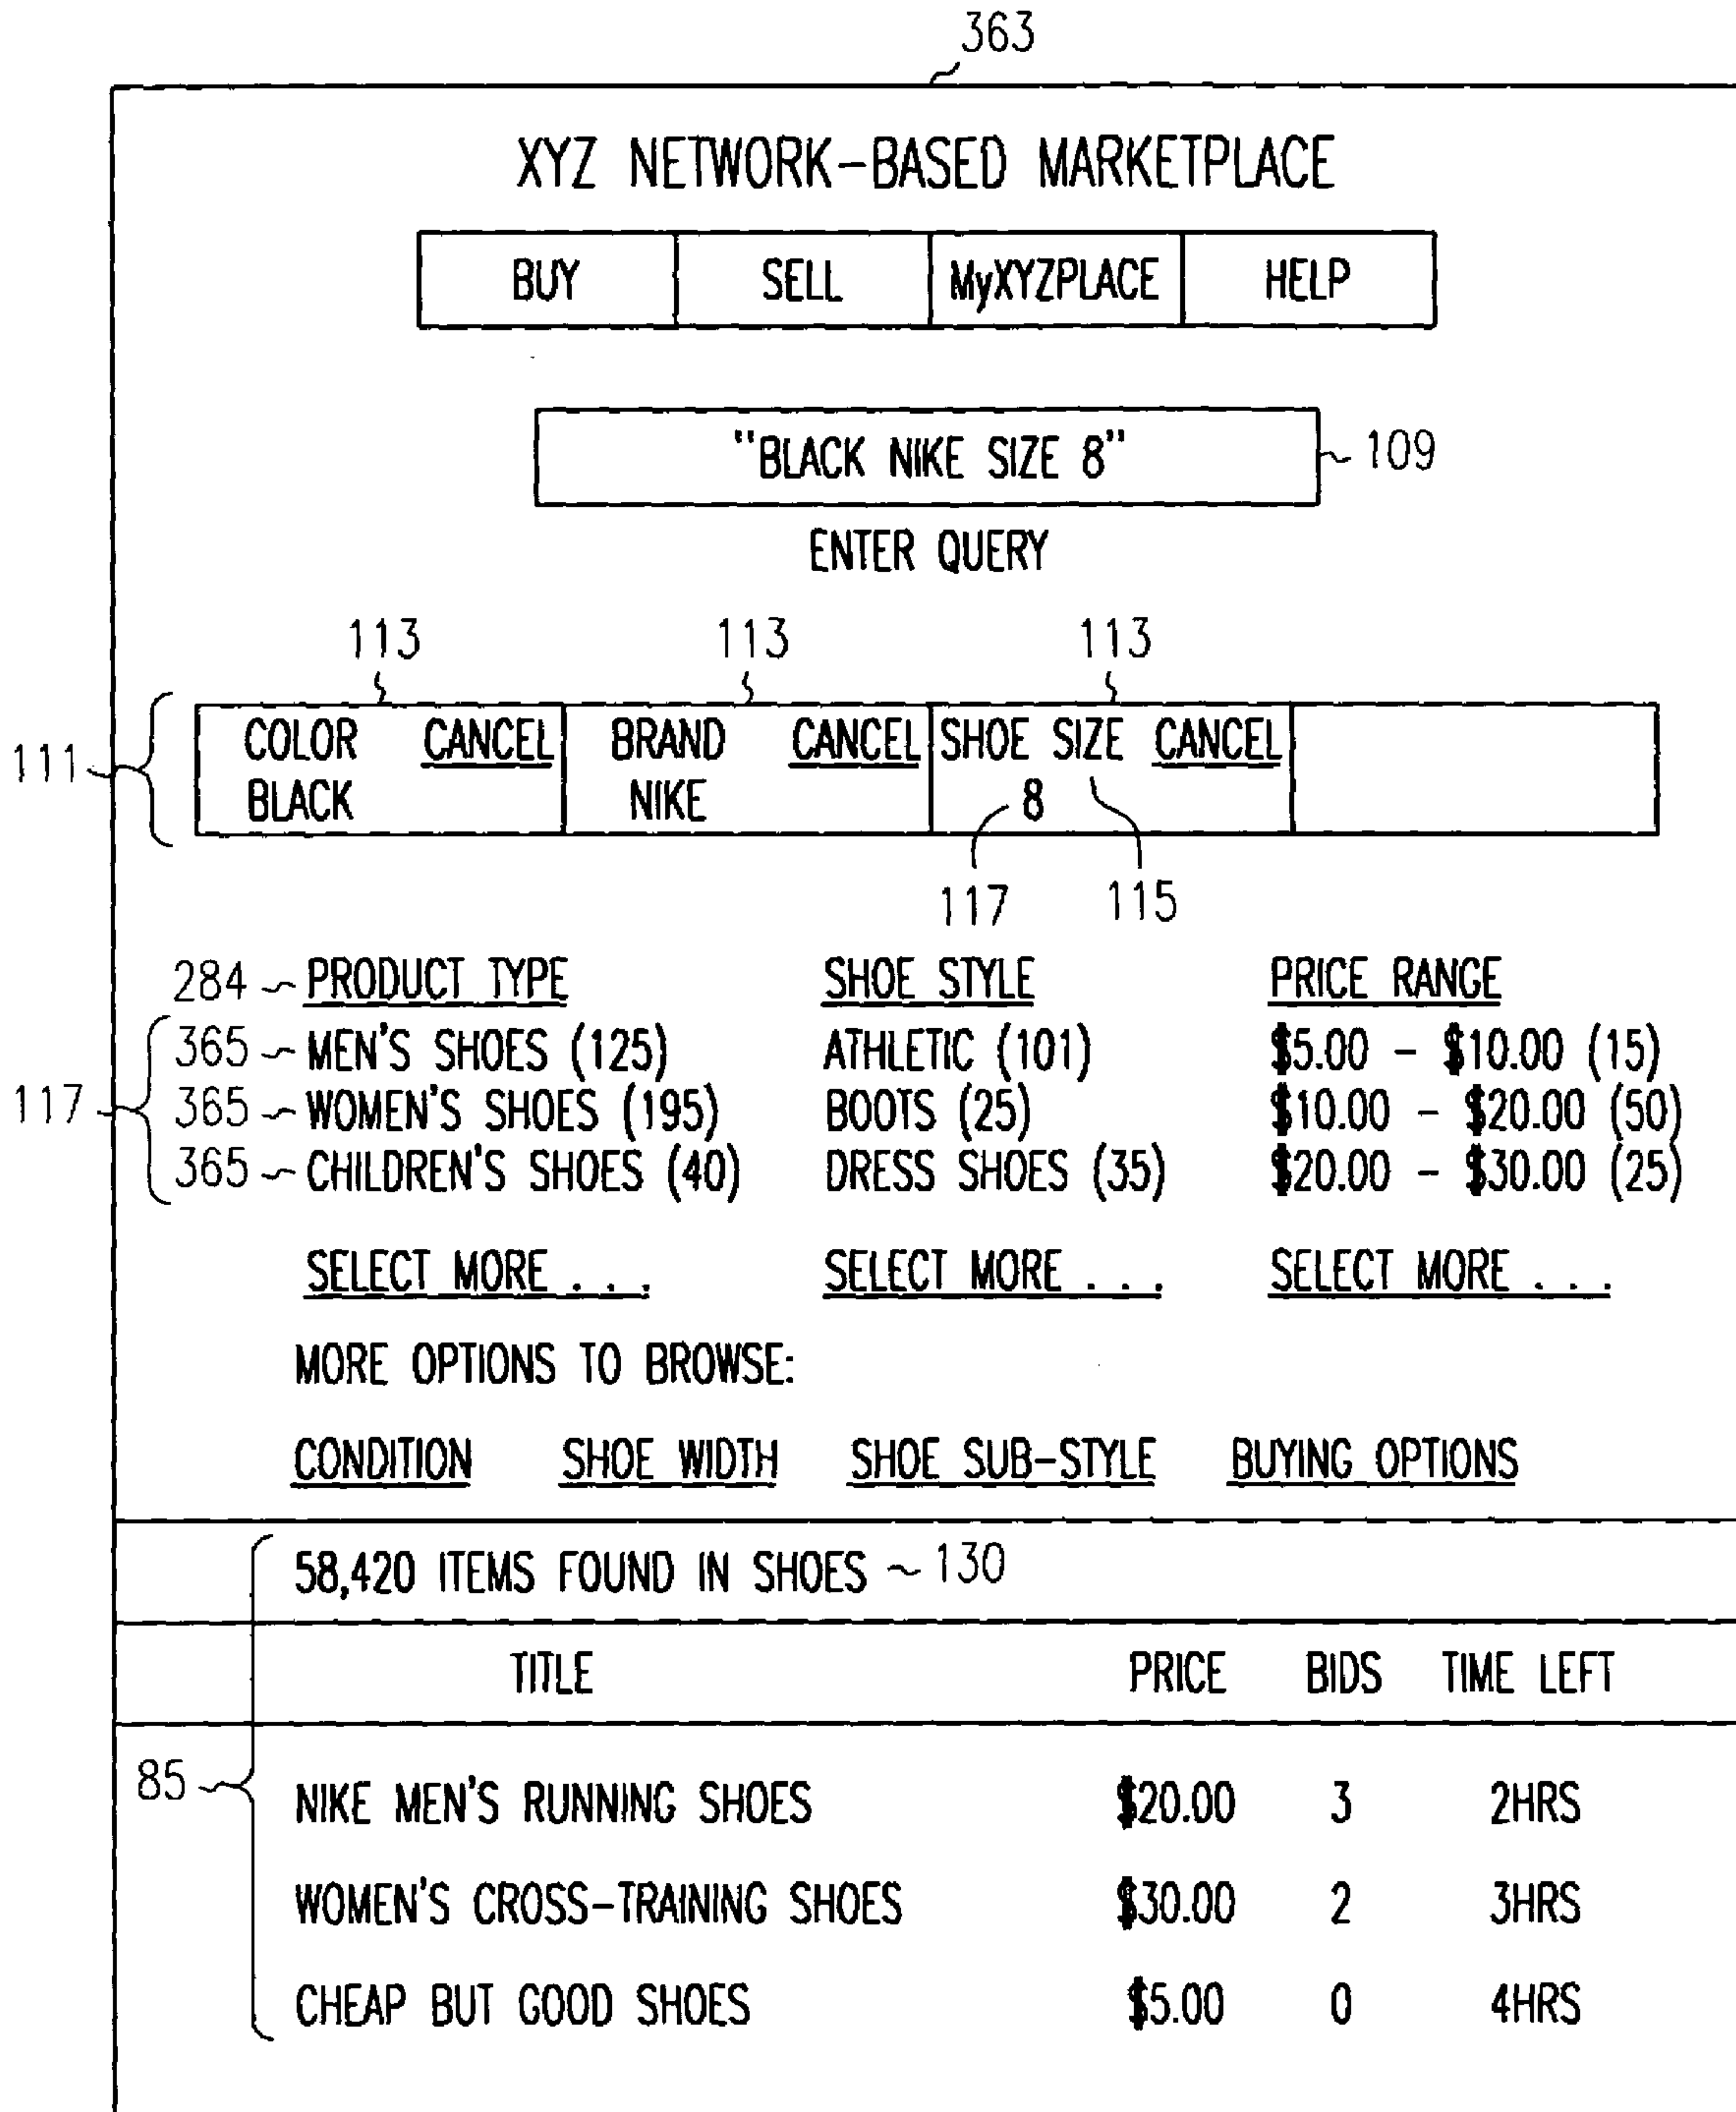 363
XYZ NETWORK-BASED MARKETPLACE
BUY SELL MyXYZPLACE HELP
"BLACK NIKE SIZE 8" 109
ENTER QUERY
113 113 113
COLOR CANCEL BRAND CANCEL SHOE SIZE CANCEL
111
BLACK NIKE 8
117 115
284 PRODUCT TYPE SHOE STYLE PRICE RANGE
365 MEN'S SHOES (125) ATHLETIC (101) $5.00 - $10.00 (15)
117 365 WOMEN'S SHOES (195) BOOTS (25) $10.00 - $20.00 (50)
365 CHILDREN'S SHOES (40) DRESS SHOES (35) $20.00 - $30.00 (25)
SELECT MORE . . . SELECT MORE . . . SELECT MORE . . .
MORE OPTIONS TO BROWSE:
CONDITION SHOE WIDTH SHOE SUB-STYLE BUYING OPTIONS
58,420 ITEMS FOUND IN SHOES ~ 130
TITLE PRICE BIDS TIME LEFT
85
NIKE MEN'S RUNNING SHOES $20.00 3 2HRS
WOMEN'S CROSS-TRAINING SHOES $30.00 2 3HRS
CHEAP BUT GOOD SHOES $5.00 0 4HRS